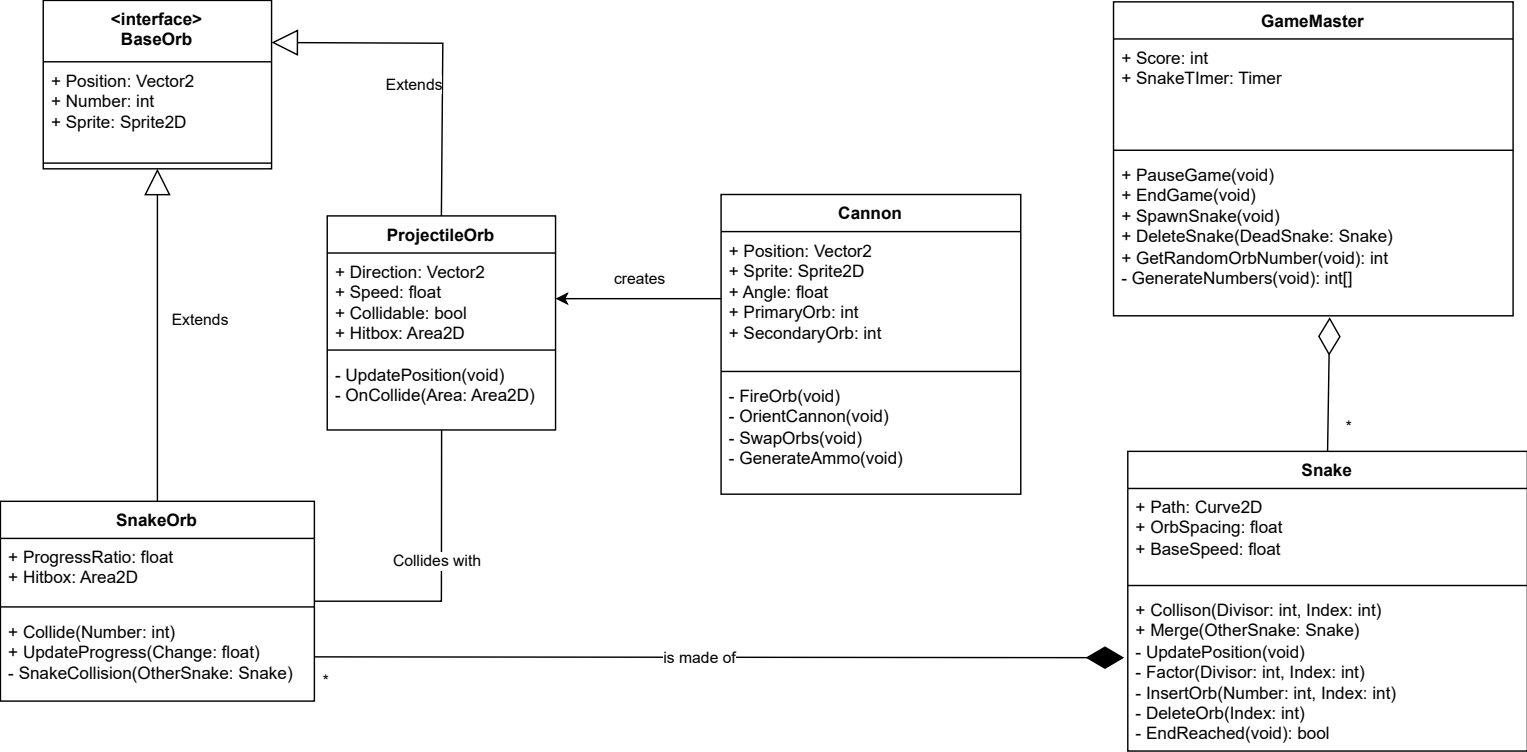 <interface>
BaseOrb
+ Position: Vector2
+ Number: int
+ Sprite: Sprite2D
Extends
Extends
ProjectileOrb
+ Direction: Vector2
+ Speed: float
+ Collidable: bool
+ Hitbox: Area2D
- UpdatePosition(void)
- OnCollide(Area: Area2D)
creates
Cannon
+ Position: Vector2
+ Sprite: Sprite2D
+ Angle: float
+ PrimaryOrb: int
+ SecondaryOrb: int
- FireOrb(void)
- OrientCannon(void)
- SwapOrbs(void)
- GenerateAmmo(void)
GameMaster
+ Score: int
+ SnakeTImer: Timer
+ PauseGame(void)
+ EndGame(void)
+ SpawnSnake(void)
+ DeleteSnake(DeadSnake: Snake)
+ GetRandomOrbNumber(void): int
- GenerateNumbers(void): int[]
*
SnakeOrb
+ ProgressRatio: float
+ Hitbox: Area2D
+ Collide(Number: int)
+ UpdateProgress(Change: float)
- SnakeCollision(OtherSnake: Snake)
Collides with
*
is made of
Snake
+ Path: Curve2D
+ OrbSpacing: float
+ BaseSpeed: float
+ Collison(Divisor: int, Index: int)
+ Merge(OtherSnake: Snake)
- UpdatePosition(void)
- Factor(Divisor: int, Index: int)
- InsertOrb(Number: int, Index: int)
- DeleteOrb(Index: int)
- EndReached(void): bool